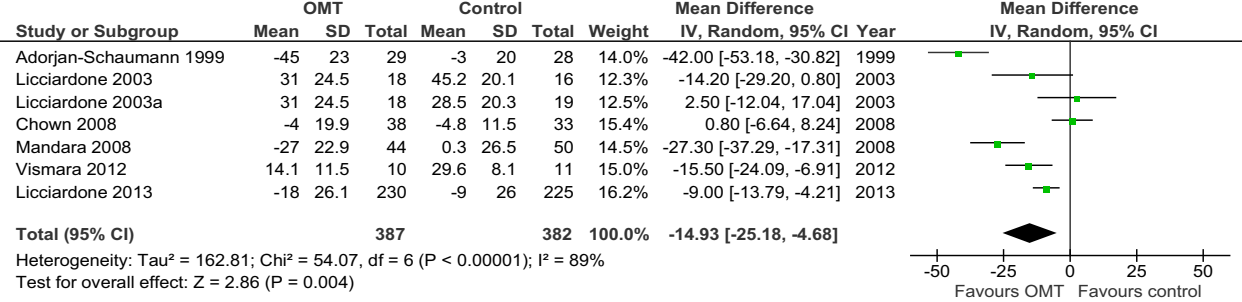 OMT Control Mean Difference Mean Difference
Study or Subgroup Mean SD Total Mean SD Total Weight IV, Random, 95% CI Year IV, Random, 95% CI
Adorjan-Schaumann 1999 -45 23 29 -3 20 28 14.0% -42.00 [-53.18, -30.82] 1999
Licciardone 2003 31 24.5 18 45.2 20.1 16 12.3% -14.20 [-29.20, 0.80] 2003
Licciardone 2003a 31 24.5 18 28.5 20.3 19 12.5% 2.50 [-12.04, 17.04] 2003
Chown 2008 -4 19.9 38 -4.8 11.5 33 15.4% 0.80 [-6.64, 8.24] 2008
Mandara 2008 -27 22.9 44 0.3 26.5 50 14.5% -27.30 [-37.29, -17.31] 2008
Vismara 2012 14.1 11.5 10 29.6 8.1 11 15.0% -15.50 [-24.09, -6.91] 2012
Licciardone 2013 -18 26.1 230 -9 26 225 16.2% -9.00 [-13.79, -4.21] 2013
Total (95% CI) 387 382 100.0% -14.93 [-25.18, -4.68]
Heterogeneity: Tau² = 162.81; Chi² = 54.07, df = 6 (P < 0.00001); I² = 89%
Test for overall effect: Z = 2.86 (P = 0.004)
-50 -25 0 25 50
Favours OMT Favours control